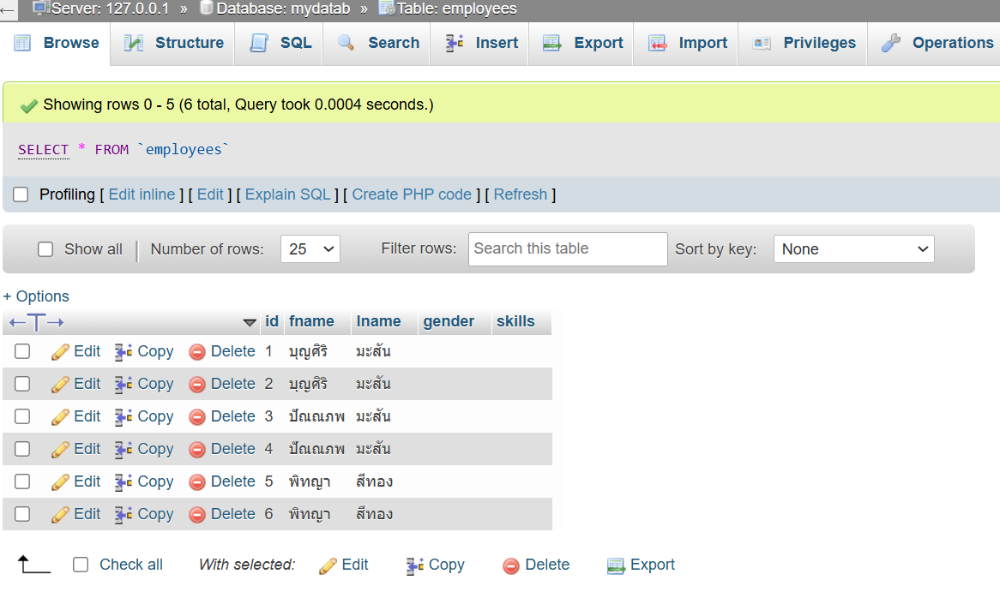 Server: 127.0.0.1 » Database: mydatab » Table: employees
Browse Structure SQL Search Insert Export Import Privileges Operations
Showing rows 0 - 5 (6 total, Query took 0.0004 seconds.)
SELECT * FROM `employees`
Profiling [ Edit inline ] [ Edit ] [ Explain SQL ] [ Create PHP code ] [ Refresh ]
Show all | Number of rows: 25 Filter rows: Search this table Sort by key: None
+ Options
id fname lname gender skills
Edit Copy Delete 1 บุญศิริ มะสัน
Edit Copy Delete 2 บุญศิริ มะสัน
Edit Copy Delete 3 ปัณณภพ มะสัน
Edit Copy Delete 4 ปัณณภพ มะสัน
Edit Copy Delete 5 พิทญา สีทอง
Edit Copy Delete 6 พิทญา สีทอง
Check all With selected: Edit Copy Delete Export